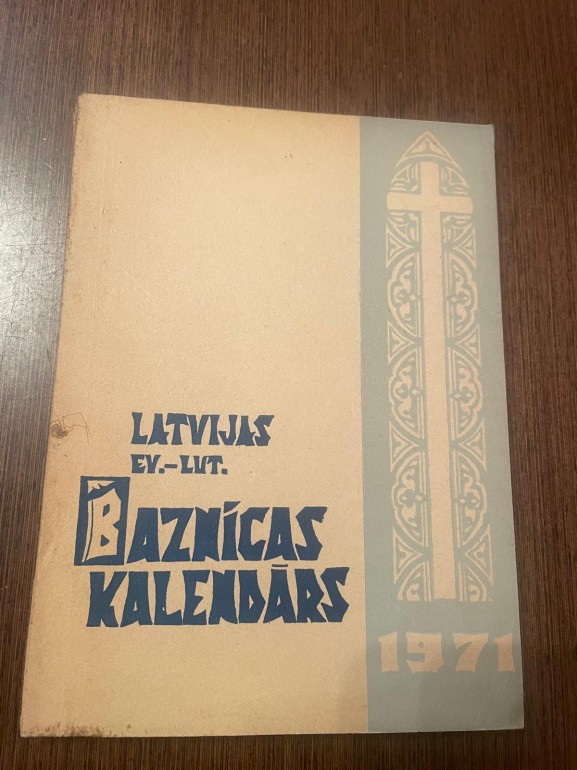 LATVIJAS
EV.-LUT.
BAZNĪCAS
KALENDĀRS
1971